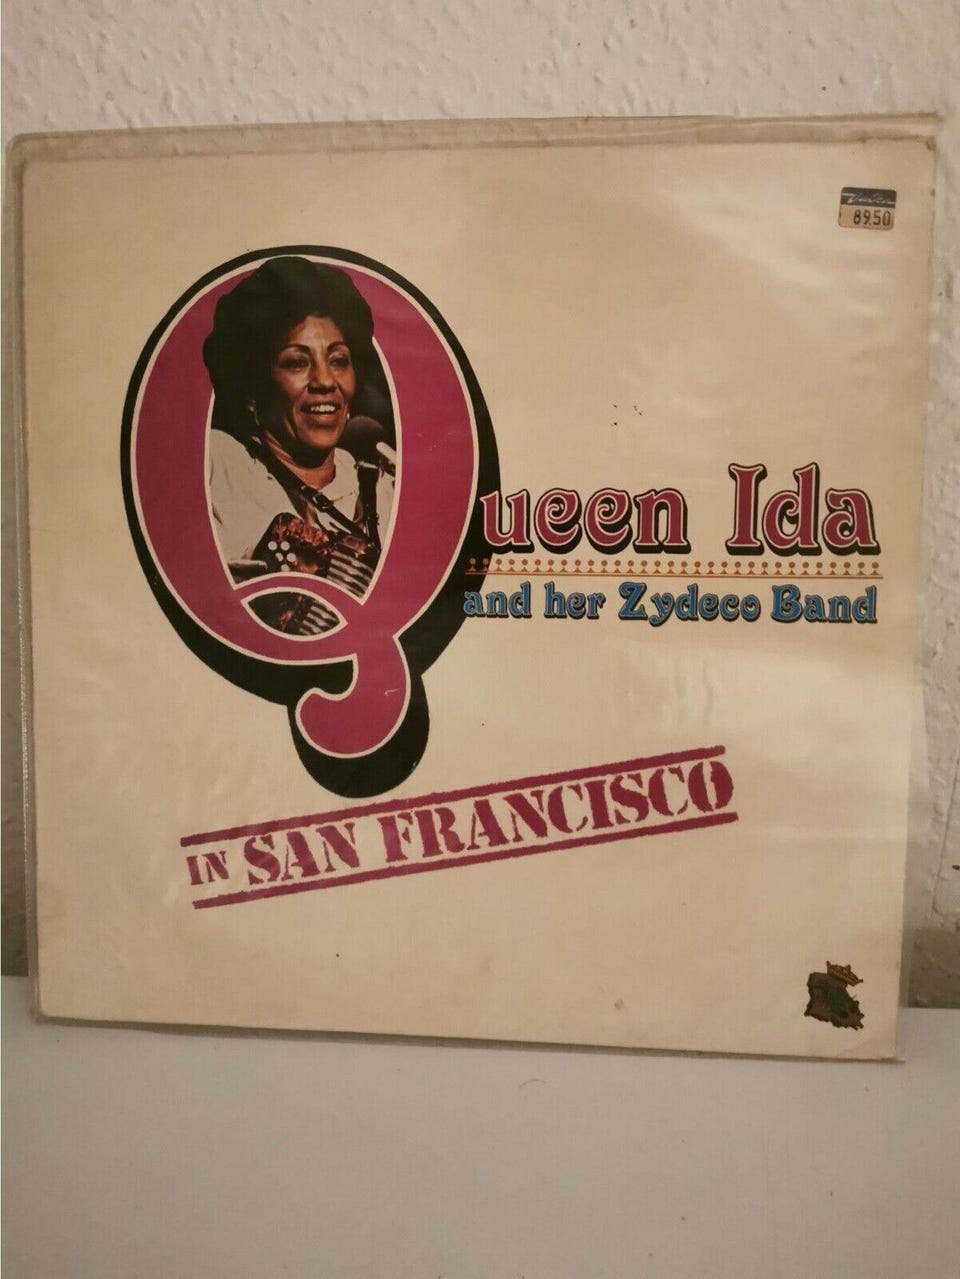 89.50
Queen Ida
and her Zydeco Band
IN SAN FRANCISCO